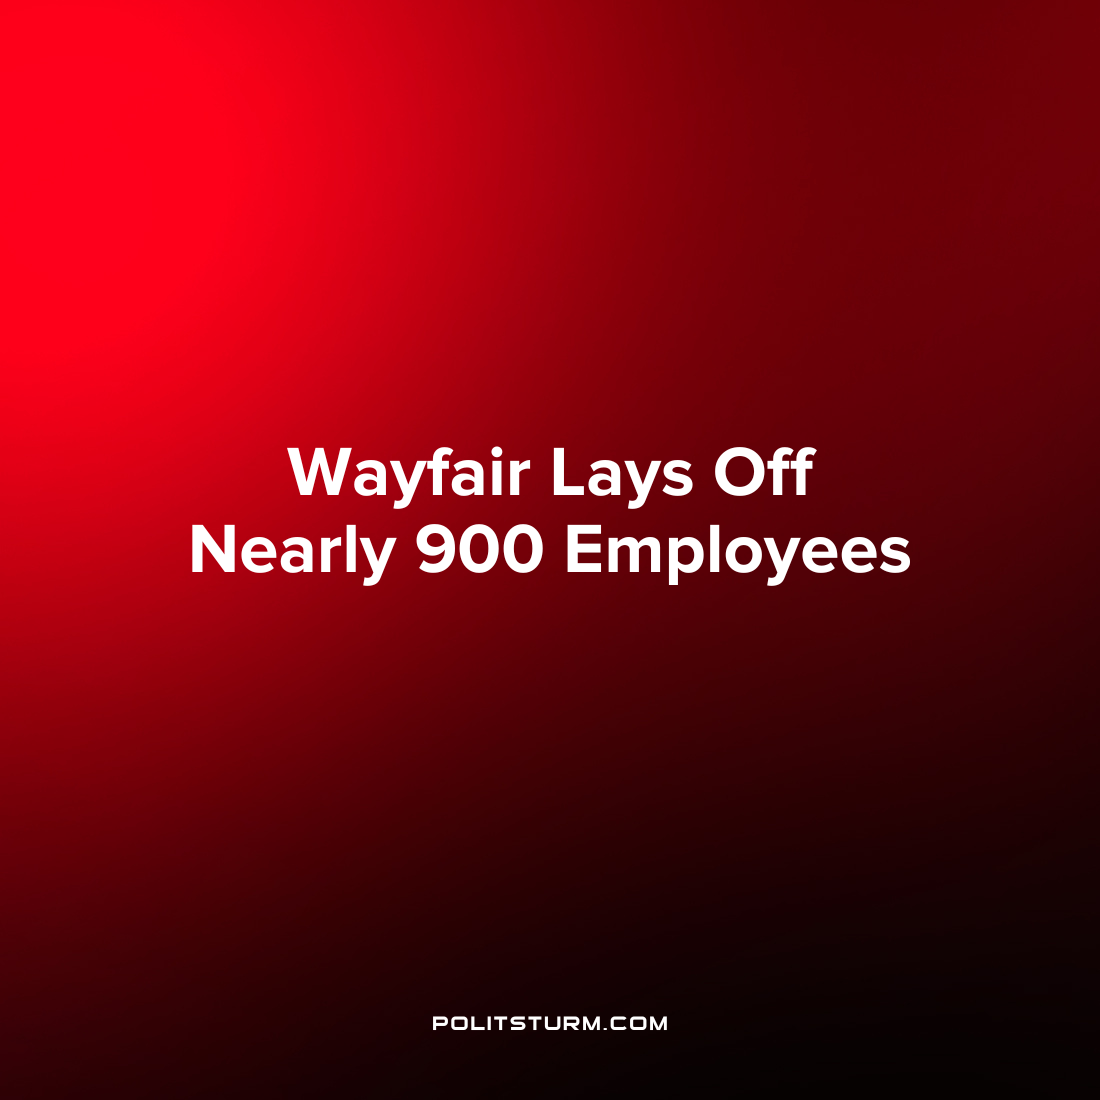 Wayfair Lays Off
Nearly 900 Employees
POLITSTURM.COM